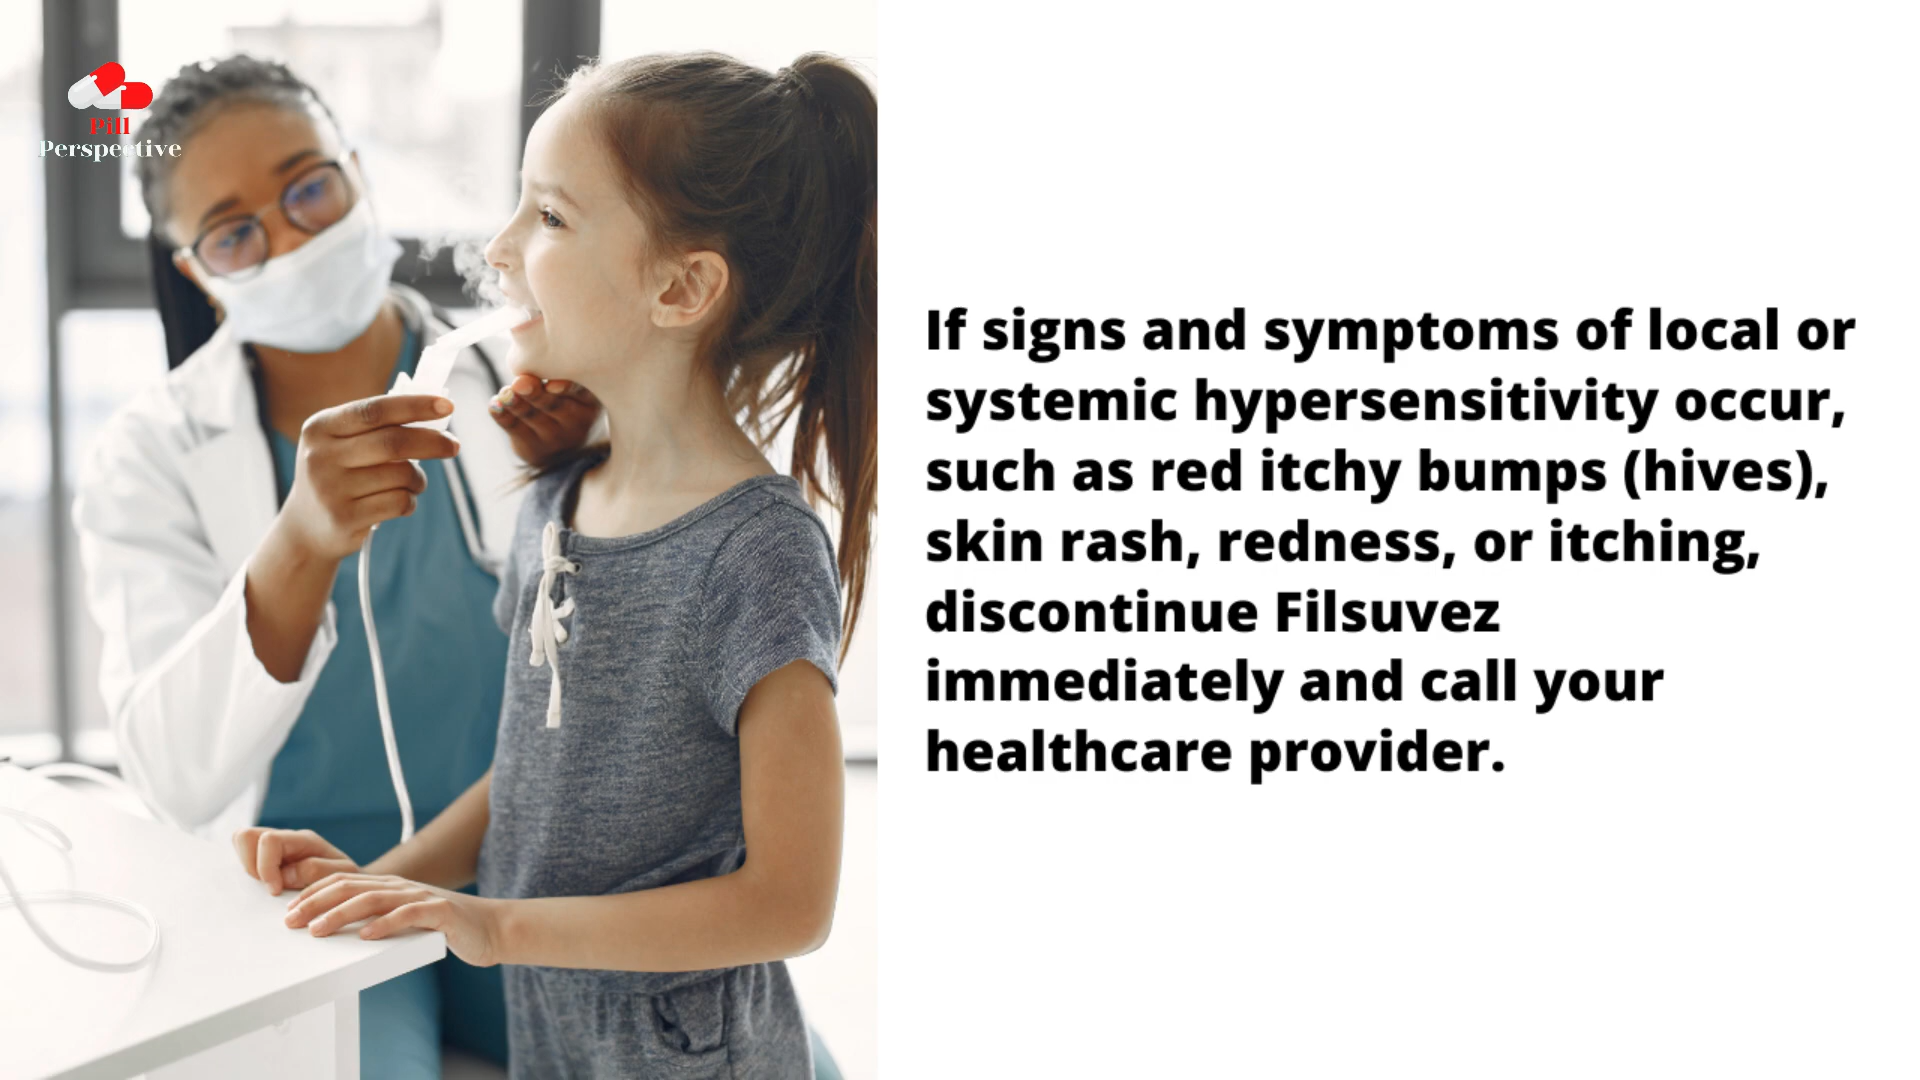 Pill
Perspective
If signs and symptoms of local or
systemic hypersensitivity occur,
such as red itchy bumps (hives),
skin rash, redness, or itching,
discontinue Filsuvez
immediately and call your
healthcare provider.